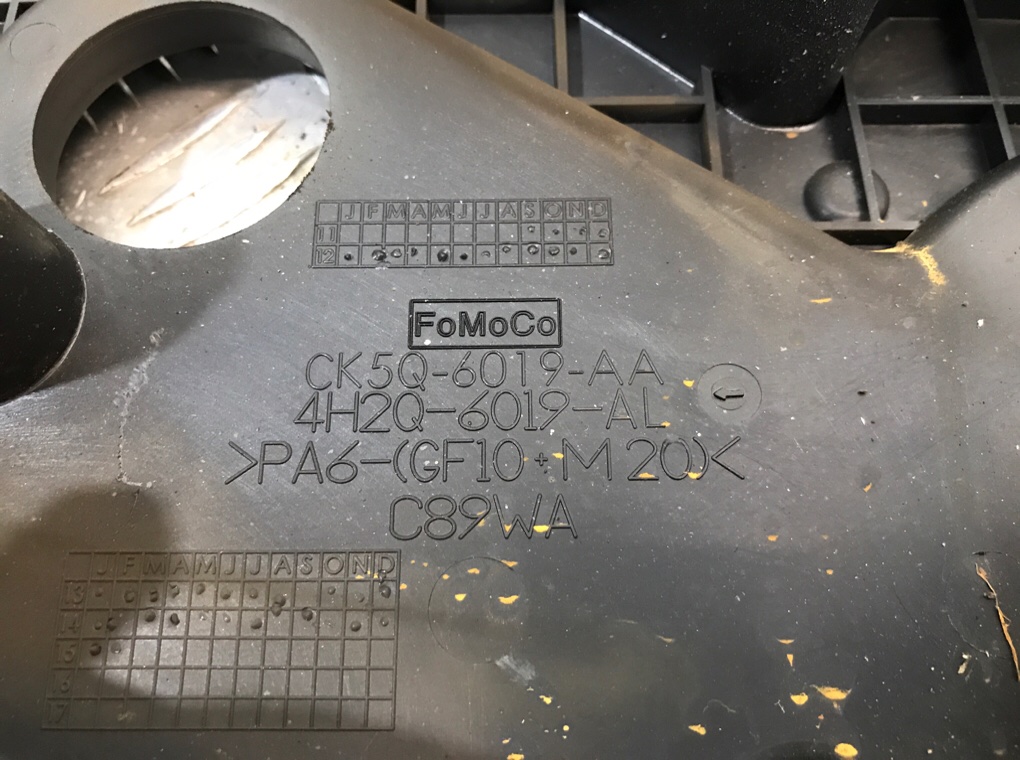 J F M A M J J A S O N D
11
12
FoMoCo
CK5Q-6019-AA
4H2Q-6019-AL
>PA6-(GF10+M20)<
C89WA
J F M A M J J A S O N D
13
14
15
16
17